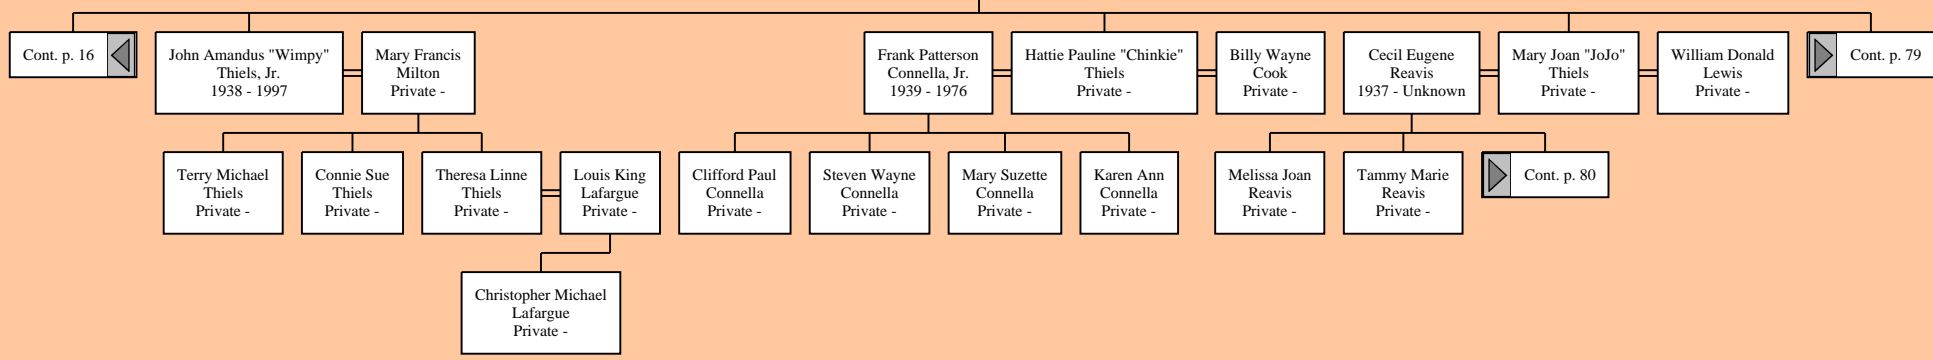 Cont. p. 16
John Amandus "Wimpy"
Thiels, Jr.
1938 - 1997
Mary Francis
Milton
Private -
Frank Patterson
Connella, Jr.
1939 - 1976
Hattie Pauline "Chinkie"
Thiels
Private -
Billy Wayne
Cook
Private -
Cecil Eugene
Reavis
1937 - Unknown
Mary Joan "JoJo"
Thiels
Private -
William Donald
Lewis
Private -
Cont. p. 79
Terry Michael
Thiels
Private -
Connie Sue
Thiels
Private -
Theresa Linne
Thiels
Private -
Louis King
Lafargue
Private -
Clifford Paul
Connella
Private -
Steven Wayne
Connella
Private -
Mary Suzette
Connella
Private -
Karen Ann
Connella
Private -
Melissa Joan
Reavis
Private -
Tammy Marie
Reavis
Private -
Cont. p. 80
Christopher Michael
Lafargue
Private -